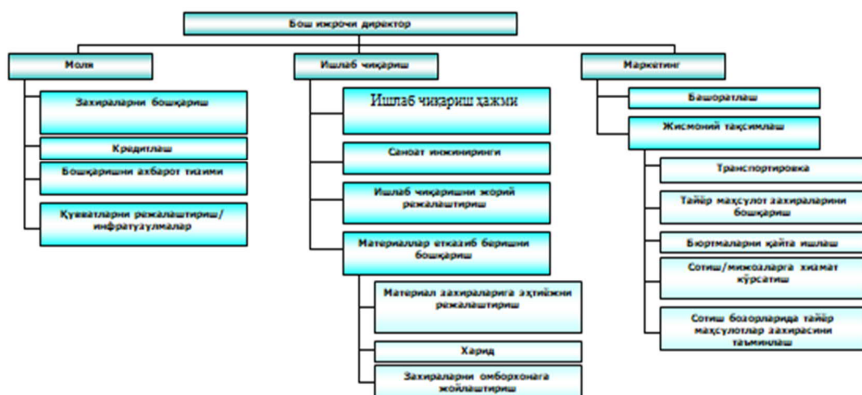 Бош ижрочи директор
Молия
Захираларни бошқариш
Кредитлаш
Бошқаришни ахборот тизими
Қувватларни режалаштириш/
инфратузулмалар
Ишлаб чиқариш
Ишлаб чиқариш ҳажми
Саноат инжиниринги
Ишлаб чиқаришни жорий
режалаштириш
Материаллар етказиб беришни
бошқариш
Материал захираларига эҳтиёжни
режалаштириш
Харид
Захираларни омборхонага
жойлаштириш
Маркетинг
Башоратлаш
Жисмоний тақсимлаш
Транспортировка
Тайёр маҳсулот захираларини
бошқариш
Бюртмаларни қайта ишлаш
Сотиш/мижозларга хизмат
кўрсатиш
Сотиш бозорларида тайёр
маҳсулотлар захирасини
таъминлаш